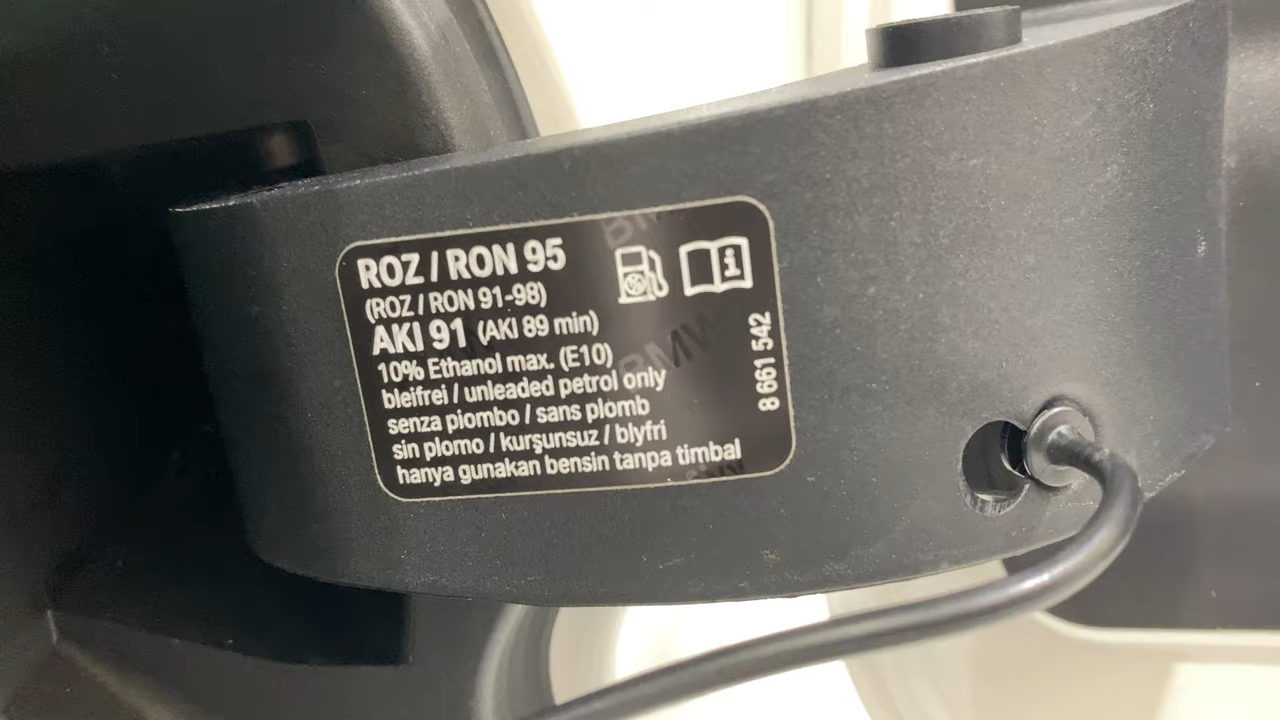 ROZ / RON 95
(ROZ / RON 91-98)
AKI 91 (AKI 89 min)
10% Ethanol max. (E10)
bleifrei / unleaded petrol only
senza piombo / sans plomb
sin plomo / kurşunsuz / blyfri
hanya gunakan bensin tanpa timbal
8 661 542
BMW